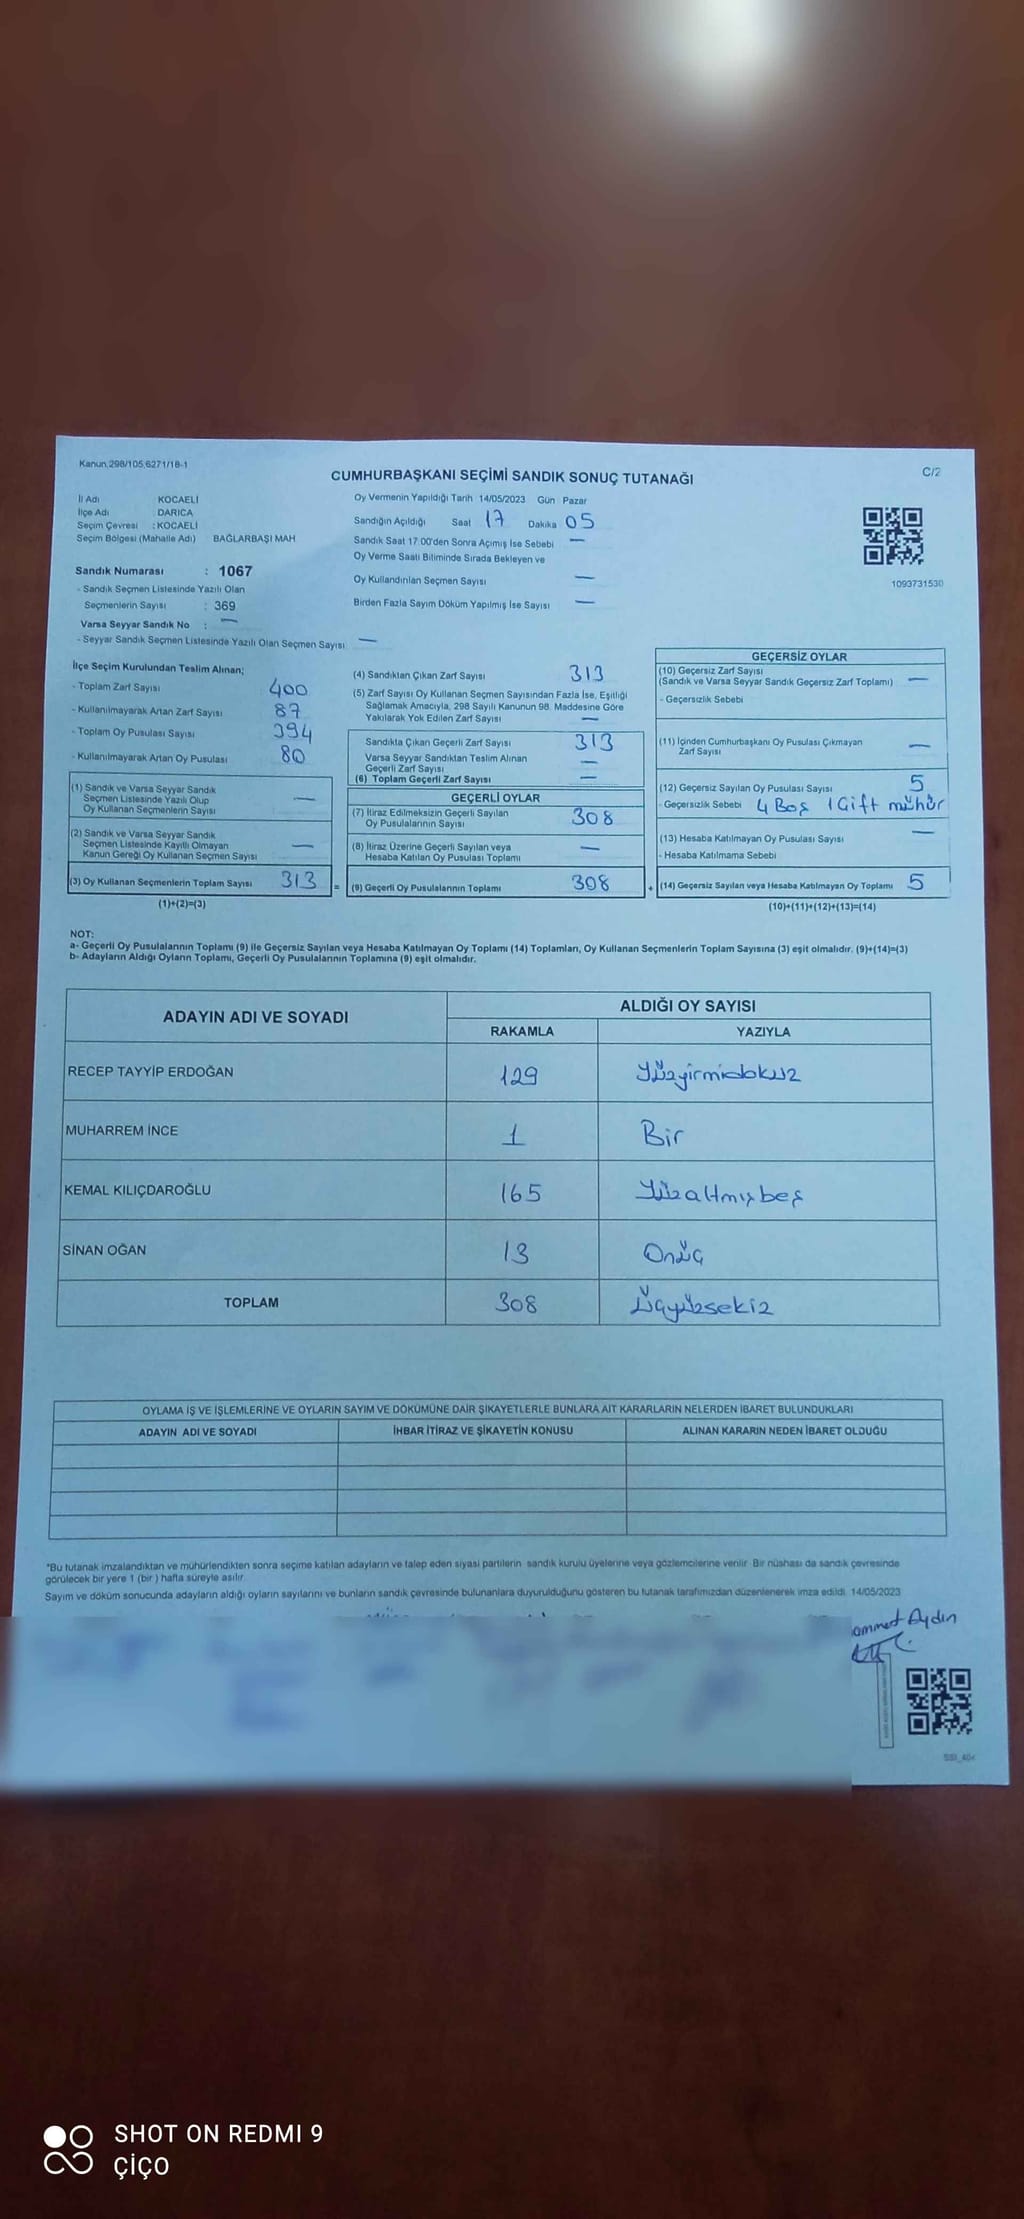 Kanun,298/105,6271/18-1
C/2
CUMHURBAŞKANI SEÇİMİ SANDIK SONUÇ TUTANAĞI
İl Adı KOCAELİ
İlçe Adı DARICA
Seçim Çevresi : KOCAELİ
Seçim Bölgesi (Mahalle Adı) BAĞLARBAŞI MAH
Oy Vermenin Yapıldığı Tarih 14/05/2023 Gün Pazar
Sandığın Açıldığı Saat 17 Dakika 05
Sandık Saat 17:00'den Sonra Açımış İse Sebebi —
Oy Verme Saati Bitiminde Sırada Bekleyen ve
Oy Kullandırılan Seçmen Sayısı —
Birden Fazla Sayım Döküm Yapılmış İse Sayısı —
1093731530
Sandık Numarası : 1067
- Sandık Seçmen Listesinde Yazılı Olan
Seçmenlerin Sayısı : 369
Varsa Seyyar Sandık No : —
- Seyyar Sandık Seçmen Listesinde Yazılı Olan Seçmen Sayısı —
İlçe Seçim Kurulundan Teslim Alınan;
- Toplam Zarf Sayısı 400
- Kullanılmayarak Artan Zarf Sayısı 87
- Toplam Oy Pusulası Sayısı 394
- Kullanılmayarak Artan Oy Pusulası 80
(1) Sandık ve Varsa Seyyar Sandık
Seçmen Listesinde Yazılı Olup
Oy Kullanan Seçmenlerin Sayısı —
(2) Sandık ve Varsa Seyyar Sandık
Seçmen Listesinde Kayıtlı Olmayan
Kanun Gereği Oy Kullanan Seçmen Sayısı —
(3) Oy Kullanan Seçmenlerin Toplam Sayısı 313 =
(1)+(2)=(3)
(4) Sandıktan Çıkan Zarf Sayısı 313
(5) Zarf Sayısı Oy Kullanan Seçmen Sayısından Fazla İse, Eşitliği
Sağlamak Amacıyla, 298 Sayılı Kanunun 98. Maddesine Göre
Yakılarak Yok Edilen Zarf Sayısı —
Sandıkta Çıkan Geçerli Zarf Sayısı 313
Varsa Seyyar Sandıktan Teslim Alınan
Geçerli Zarf Sayısı —
(6) Toplam Geçerli Zarf Sayısı —
GEÇERLİ OYLAR
(7) İtiraz Edilmeksizin Geçerli Sayılan
Oy Pusulalarının Sayısı 308
(8) İtiraz Üzerine Geçerli Sayılan veya
Hesaba Katılan Oy Pusulası Toplamı —
(9) Geçerli Oy Pusulalarının Toplamı 308 +
GEÇERSİZ OYLAR
(10) Geçersiz Zarf Sayısı
(Sandık ve Varsa Seyyar Sandık Geçersiz Zarf Toplamı) —
- Geçersizlik Sebebi
(11) İçinden Cumhurbaşkanı Oy Pusulası Çıkmayan
Zarf Sayısı —
(12) Geçersiz Sayılan Oy Pusulası Sayısı 5
- Geçersizlik Sebebi 4 Boş 1 Çift mühür
(13) Hesaba Katılmayan Oy Pusulası Sayısı —
- Hesaba Katılmama Sebebi
(14) Geçersiz Sayılan veya Hesaba Katılmayan Oy Toplamı 5
(10)+(11)+(12)+(13)=(14)
NOT:
a- Geçerli Oy Pusulalarının Toplamı (9) ile Geçersiz Sayılan veya Hesaba Katılmayan Oy Toplamı (14) Toplamları, Oy Kullanan Seçmenlerin Toplam Sayısına (3) eşit olmalıdır. (9)+(14)=(3)
b- Adayların Aldığı Oyların Toplamı, Geçerli Oy Pusulalarının Toplamına (9) eşit olmalıdır.
ADAYIN ADI VE SOYADI ALDIĞI OY SAYISI
RAKAMLA YAZIYLA
RECEP TAYYİP ERDOĞAN 129 Yüzyirmidokuz
MUHARREM İNCE 1 Bir
KEMAL KILIÇDAROĞLU 165 Yüzaltmışbeş
SİNAN OĞAN 13 Onüç
TOPLAM 308 Üçyüzsekiz
OYLAMA İŞ VE İŞLEMLERİNE VE OYLARIN SAYIM VE DÖKÜMÜNE DAİR ŞİKAYETLERLE BUNLARA AİT KARARLARIN NELERDEN İBARET BULUNDUKLARI
ADAYIN ADI VE SOYADI İHBAR İTİRAZ VE ŞİKAYETİN KONUSU ALINAN KARARIN NEDEN İBARET OLDUĞU
*Bu tutanak imzalandıktan ve mühürlendikten sonra seçime katılan adayların ve talep eden siyasi partilerin sandık kurulu üyelerine veya gözlemcilerine verilir. Bir nüshası da sandık çevresinde
görülecek bir yere 1 (bir) hafta süreyle asılır.
Sayım ve döküm sonucunda adayların aldığı oyların sayılarını ve bunların sandık çevresinde bulunanlara duyurulduğunu gösteren bu tutanak tarafımızdan düzenlenerek imza edildi. 14/05/2023
ammet Aydın
SHOT ON REDMI 9
çiço